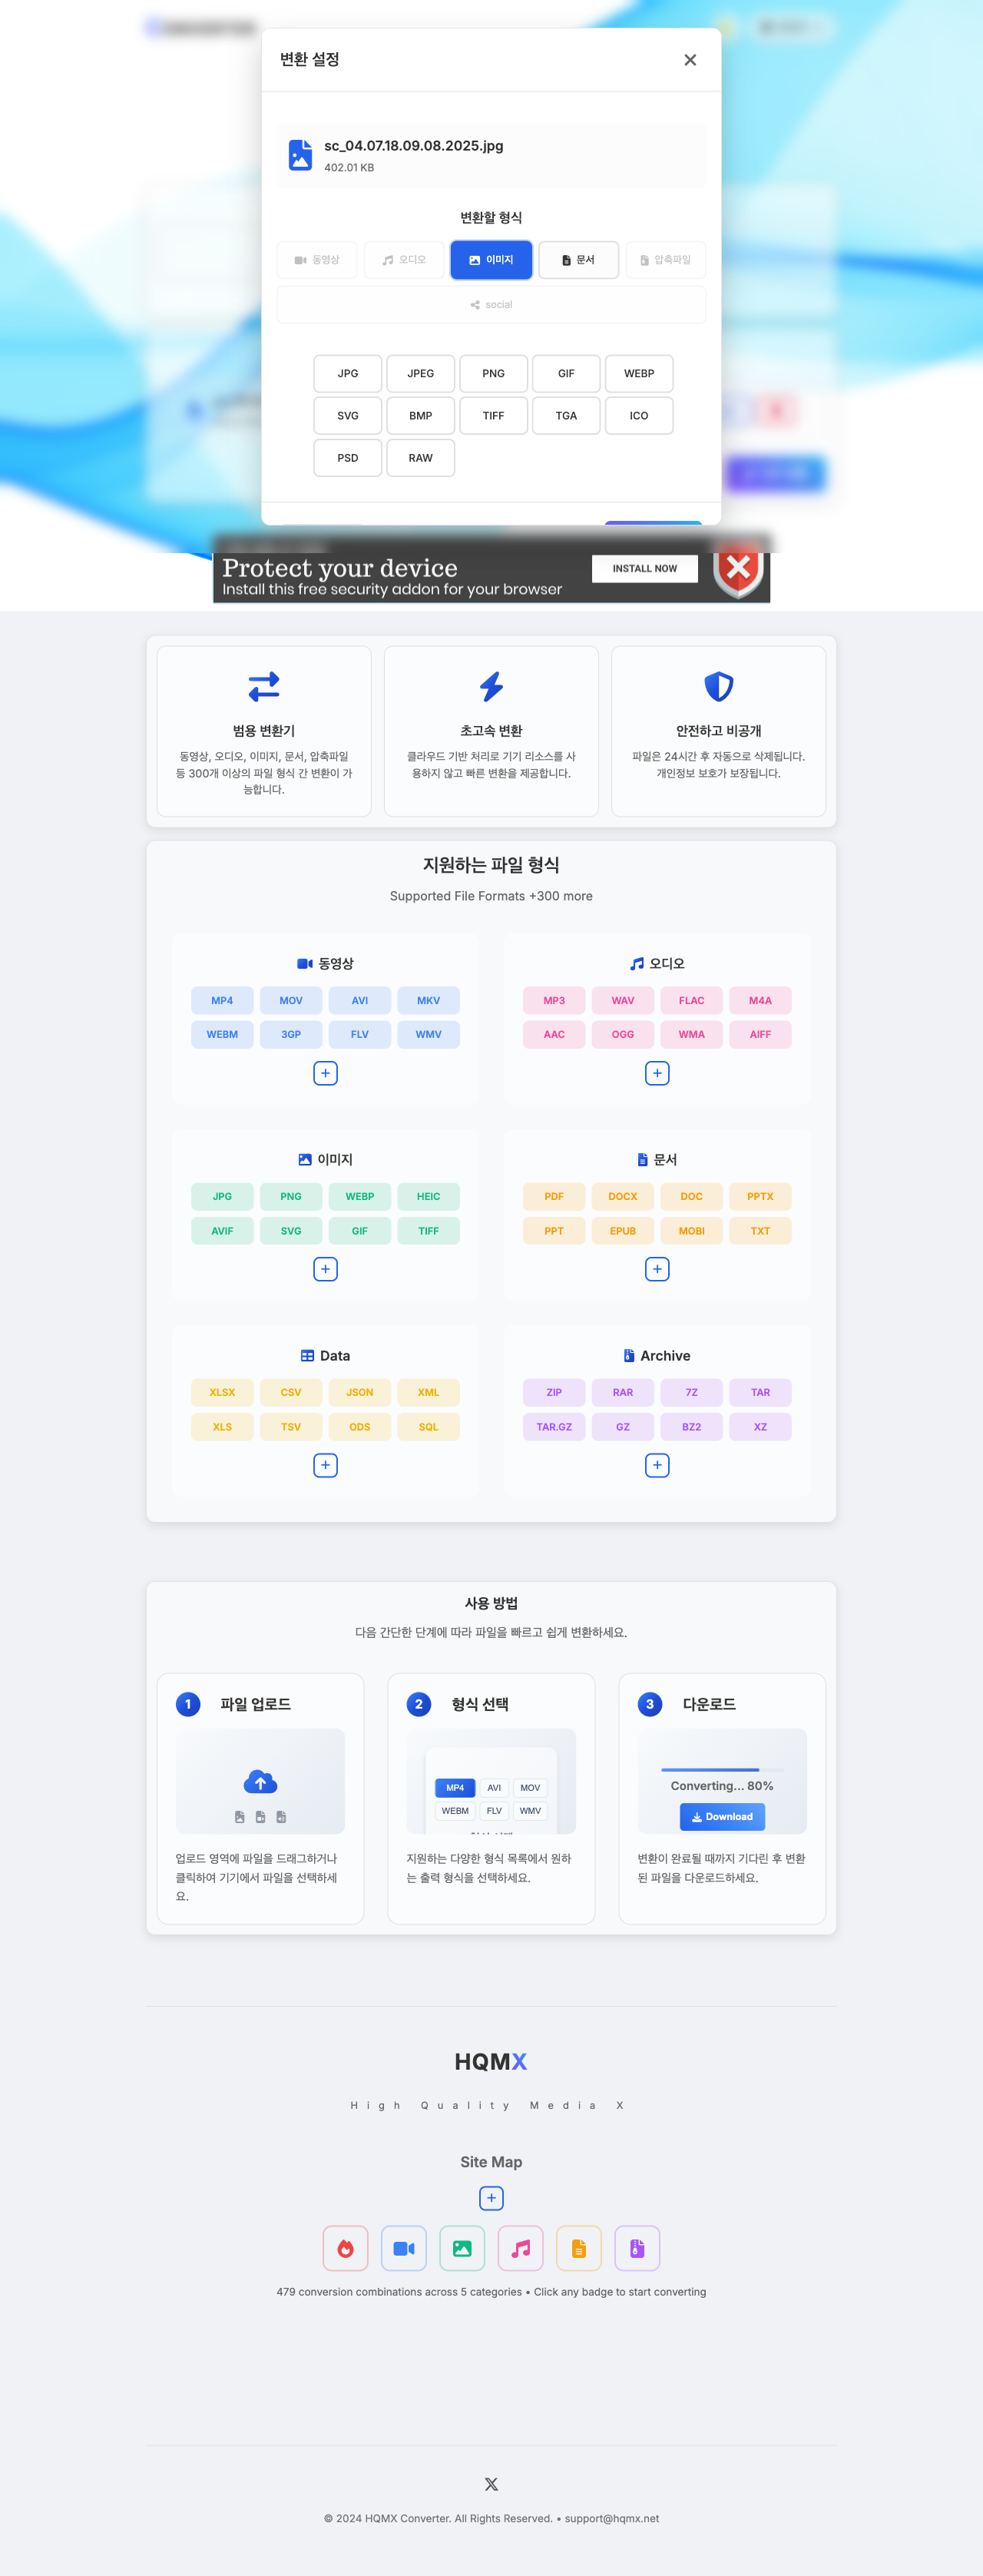 변환 설정
sc_04.07.18.09.08.2025.jpg
402.01 KB
변환할 형식
동영상
오디오
이미지
문서
압축파일
social
JPG
JPEG
PNG
GIF
WEBP
SVG
BMP
TIFF
TGA
ICO
PSD
RAW
Protect your device
Install this free security addon for your browser
INSTALL NOW
범용 변환기
동영상, 오디오, 이미지, 문서, 압축파일
등 300개 이상의 파일 형식 간 변환이 가
능합니다.
초고속 변환
클라우드 기반 처리로 기기 리소스를 사
용하지 않고 빠른 변환을 제공합니다.
안전하고 비공개
파일은 24시간 후 자동으로 삭제됩니다.
개인정보 보호가 보장됩니다.
지원하는 파일 형식
Supported File Formats +300 more
동영상
MP4
MOV
AVI
MKV
WEBM
3GP
FLV
WMV
오디오
MP3
WAV
FLAC
M4A
AAC
OGG
WMA
AIFF
이미지
JPG
PNG
WEBP
HEIC
AVIF
SVG
GIF
TIFF
문서
PDF
DOCX
DOC
PPTX
PPT
EPUB
MOBI
TXT
Data
XLSX
CSV
JSON
XML
XLS
TSV
ODS
SQL
Archive
ZIP
RAR
7Z
TAR
TAR.GZ
GZ
BZ2
XZ
사용 방법
다음 간단한 단계에 따라 파일을 빠르고 쉽게 변환하세요.
1
파일 업로드
업로드 영역에 파일을 드래그하거나
클릭하여 기기에서 파일을 선택하세
요.
2
형식 선택
MP4
AVI
MOV
WEBM
FLV
WMV
지원하는 다양한 형식 목록에서 원하
는 출력 형식을 선택하세요.
3
다운로드
Converting... 80%
Download
변환이 완료될 때까지 기다린 후 변환
된 파일을 다운로드하세요.
HQMX
High Quality Media X
Site Map
479 conversion combinations across 5 categories • Click any badge to start converting
© 2024 HQMX Converter. All Rights Reserved. • support@hqmx.net